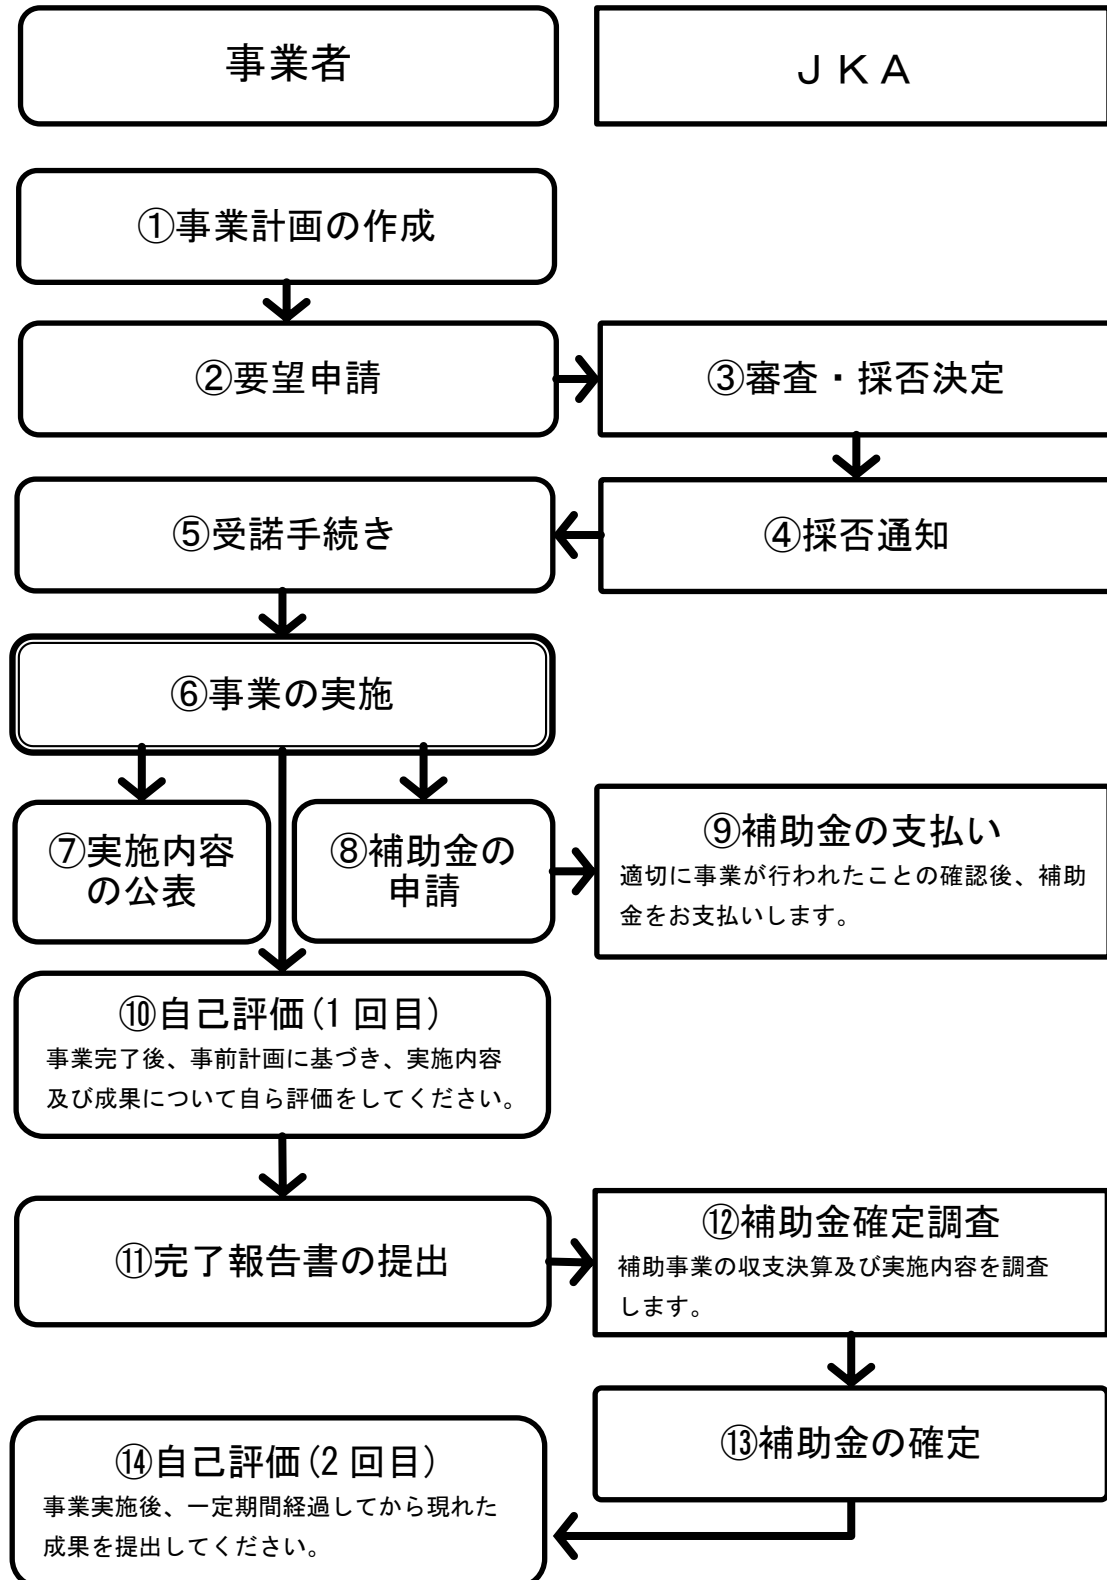 事業者
ＪＫＡ
①事業計画の作成
②要望申請
③審査・採否決定
⑤受諾手続き
④採否通知
⑥事業の実施
⑦実施内容
の公表
⑧補助金の
申請
⑨補助金の支払い
適切に事業が行われたことの確認後、補助
金をお支払いします。
⑩自己評価(1回目)
事業完了後、事前計画に基づき、実施内容
及び成果について自ら評価をしてください。
⑪完了報告書の提出
⑫補助金確定調査
補助事業の収支決算及び実施内容を調査
します。
⑬補助金の確定
⑭自己評価(2回目)
事業実施後、一定期間経過してから現れた
成果を提出してください。